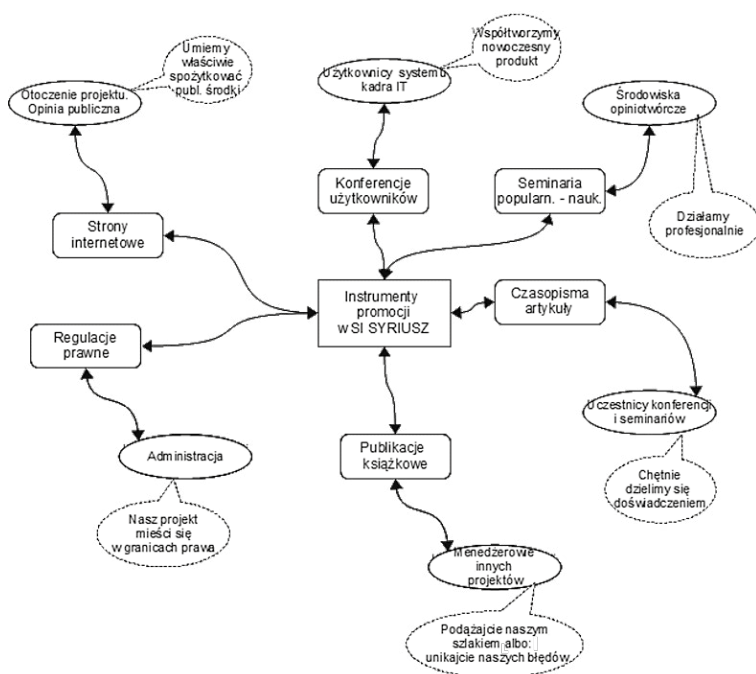 Umiemy
właściwie
spożytkować
publ. środki
Otoczenie projektu.
Opinia publiczna
Współtworzymy
nowoczesny
produkt
Użytkownicy systemu
kadra IT
Środowiska
opiniotwórcze
Konferencje
użytkowników
Seminaria
popularn. - nauk.
Działamy
profesjonalnie
Strony
internetowe
Instrumenty
promocji
w SI SYRIUSZ
Czasopisma
artykuły
Regulacje
prawne
Uczestnicy konferencji
i seminariów
Administracja
Publikacje
książkowe
Chętnie
dzielimy się
doświadczeniem
Nasz projekt
mieści się
w granicach prawa
Menedżerowie
innych
projektów
Podążajcie naszym
szlakiem albo:
unikajcie naszych błędów